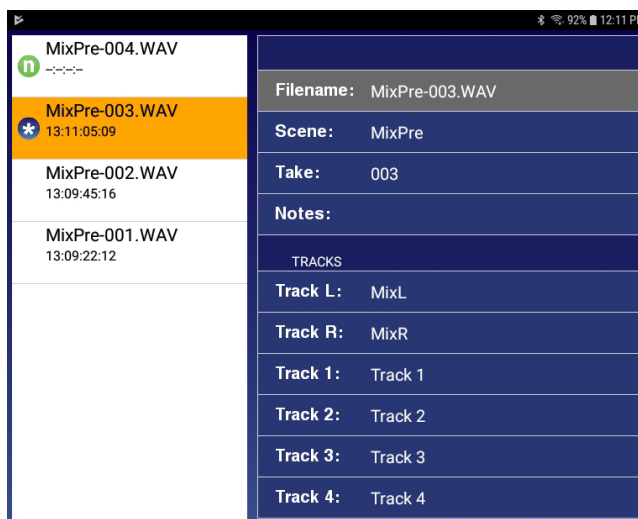 92% 12:11 P
MixPre-004.WAV
n
--:--:--
MixPre-003.WAV
*
13:11:05:09
MixPre-002.WAV
13:09:45:16
MixPre-001.WAV
13:09:22:12
Filename: MixPre-003.WAV
Scene: MixPre
Take: 003
Notes:
TRACKS
Track L: MixL
Track R: MixR
Track 1: Track 1
Track 2: Track 2
Track 3: Track 3
Track 4: Track 4